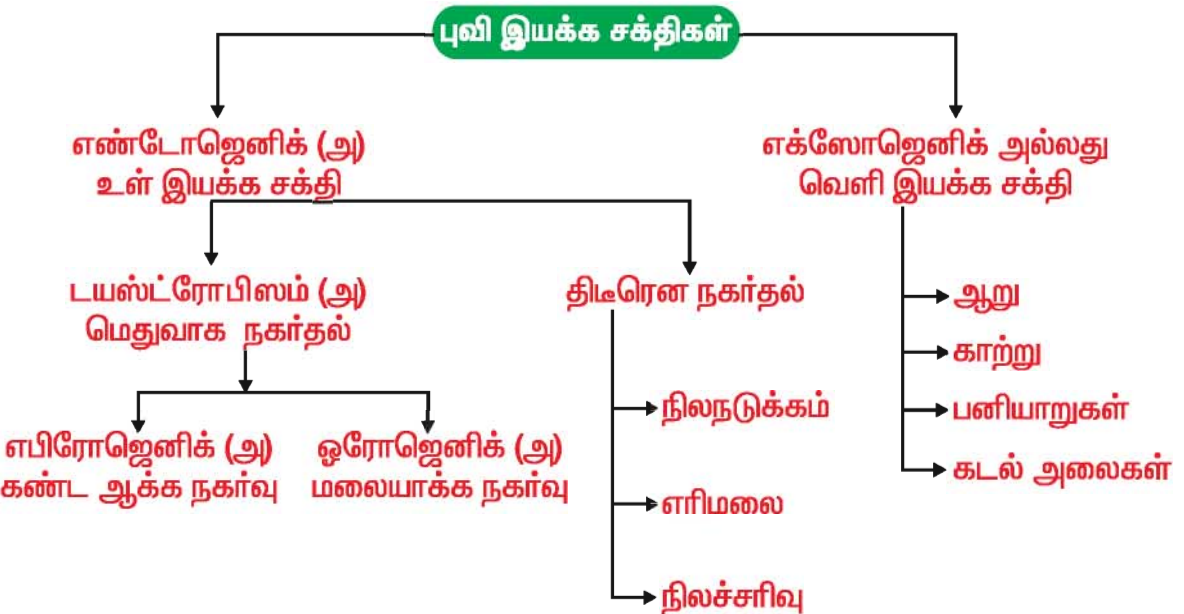 புவி இயக்க சக்திகள்
எண்டோஜெனிக் (அ)
உள் இயக்க சக்தி
எக்ஸோஜெனிக் அல்லது
வெளி இயக்க சக்தி
டயஸ்ட்ரோபிஸம் (அ)
மெதுவாக நகர்தல்
திடீரென நகர்தல்
எபிரோஜெனிக் (அ)
கண்ட ஆக்க நகர்வு
ஓரோஜெனிக் (அ)
மலையாக்க நகர்வு
நிலநடுக்கம்
எரிமலை
நிலச்சரிவு
ஆறு
காற்று
பனியாறுகள்
கடல் அலைகள்